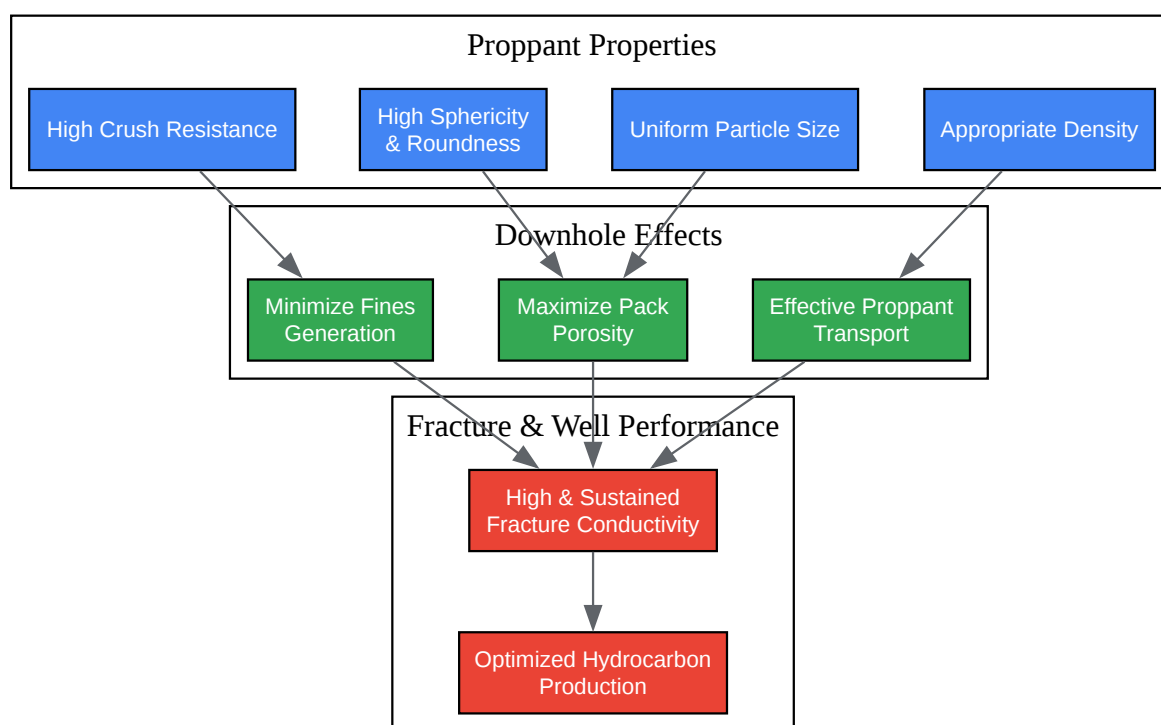 Proppant Properties
High Crush Resistance
High Sphericity
& Roundness
Uniform Particle Size
Appropriate Density
Downhole Effects
Minimize Fines
Generation
Maximize Pack
Porosity
Effective Proppant
Transport
Fracture & Well Performance
High & Sustained
Fracture Conductivity
Optimized Hydrocarbon
Production